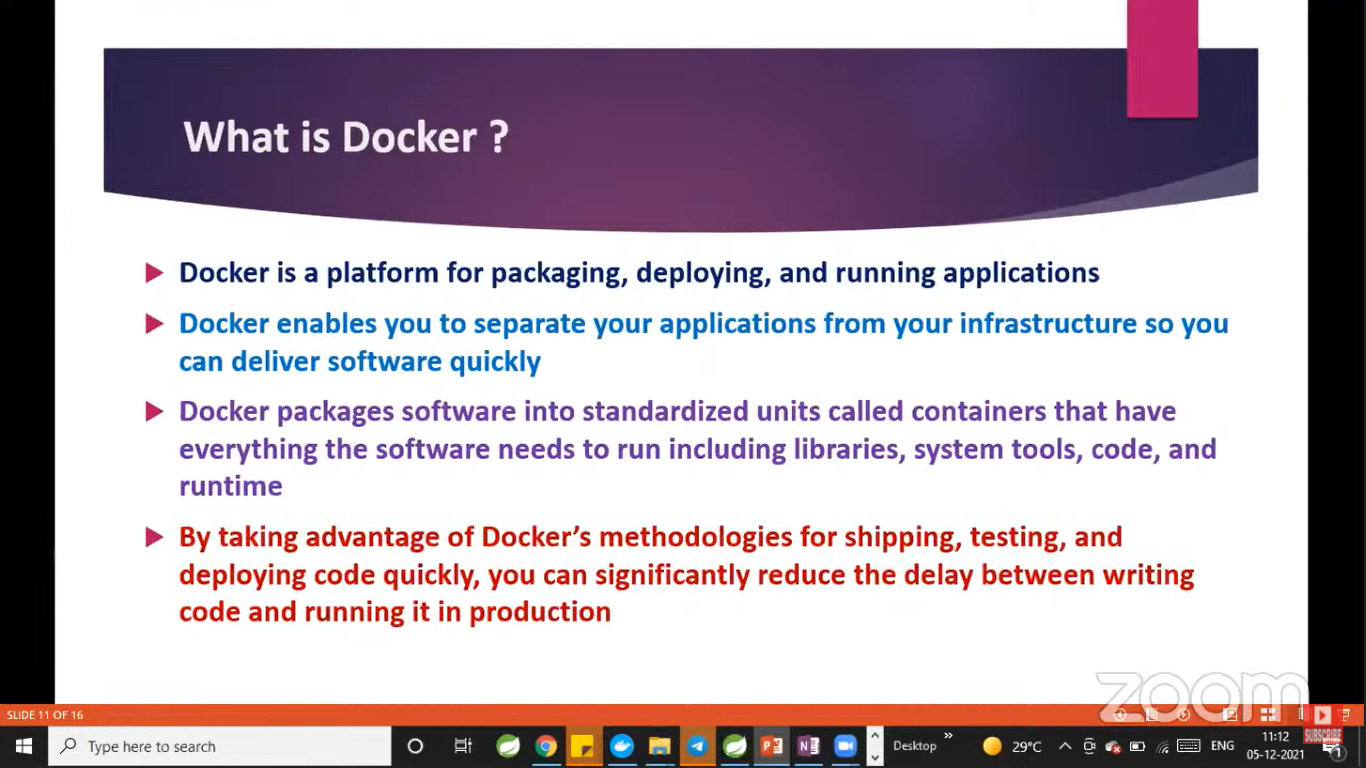 What is Docker ?
Docker is a platform for packaging, deploying, and running applications
Docker enables you to separate your applications from your infrastructure so you
can deliver software quickly
Docker packages software into standardized units called containers that have
everything the software needs to run including libraries, system tools, code, and
runtime
By taking advantage of Docker’s methodologies for shipping, testing, and
deploying code quickly, you can significantly reduce the delay between writing
code and running it in production
zoom
SLIDE 11 OF 16
SUBSCRIBE
Type here to search
Desktop
29°C
ENG
11:12
05-12-2021
1